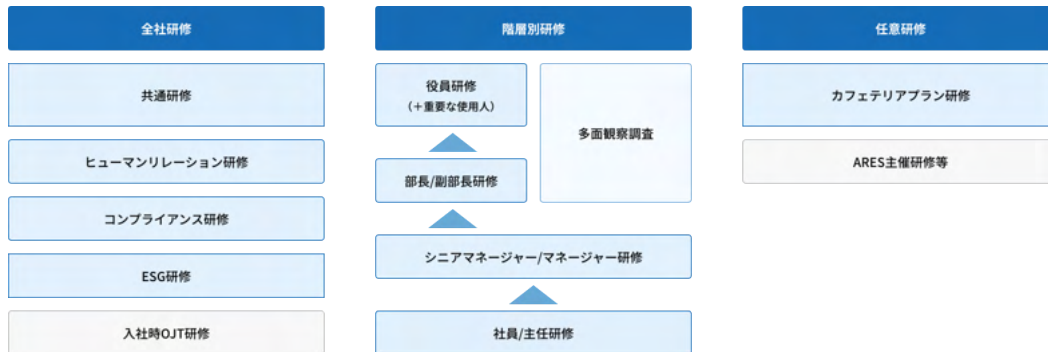 全社研修
共通研修
ヒューマンリレーション研修
コンプライアンス研修
ESG研修
入社時OJT研修
階層別研修
役員研修
（＋重要な使用人）
多面観察調査
部長/副部長研修
シニアマネージャー/マネージャー研修
社員/主任研修
任意研修
カフェテリアプラン研修
ARES主催研修等